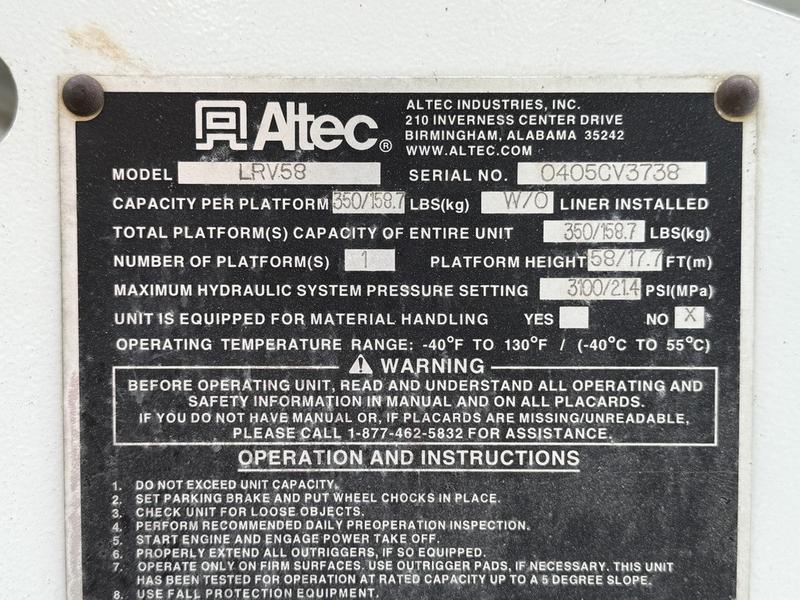 Altec®
ALTEC INDUSTRIES, INC.
210 INVERNESS CENTER DRIVE
BIRMINGHAM, ALABAMA 35242
WWW.ALTEC.COM
MODEL LRV58 SERIAL NO. 0405CV3738
CAPACITY PER PLATFORM 350/158.7 LBS(kg) W/O LINER INSTALLED
TOTAL PLATFORM(S) CAPACITY OF ENTIRE UNIT 350/158.7 LBS(kg)
NUMBER OF PLATFORM(S) 1 PLATFORM HEIGHT 58/17.7 FT(m)
MAXIMUM HYDRAULIC SYSTEM PRESSURE SETTING 3100/21.4 PSI(MPa)
UNIT IS EQUIPPED FOR MATERIAL HANDLING YES NO X
OPERATING TEMPERATURE RANGE: -40°F TO 130°F / (-40°C TO 55°C)
WARNING
BEFORE OPERATING UNIT, READ AND UNDERSTAND ALL OPERATING AND
SAFETY INFORMATION IN MANUAL AND ON ALL PLACARDS.
IF YOU DO NOT HAVE MANUAL OR, IF PLACARDS ARE MISSING/UNREADABLE,
PLEASE CALL 1-877-462-5832 FOR ASSISTANCE.
OPERATION AND INSTRUCTIONS
1. DO NOT EXCEED UNIT CAPACITY.
2. SET PARKING BRAKE AND PUT WHEEL CHOCKS IN PLACE.
3. CHECK UNIT FOR LOOSE OBJECTS.
4. PERFORM RECOMMENDED DAILY PREOPERATION INSPECTION.
5. START ENGINE AND ENGAGE POWER TAKE OFF.
6. PROPERLY EXTEND ALL OUTRIGGERS, IF SO EQUIPPED.
7. OPERATE ONLY ON FIRM SURFACES. USE OUTRIGGER PADS, IF NECESSARY. THIS UNIT
HAS BEEN TESTED FOR OPERATION AT RATED CAPACITY UP TO A 5 DEGREE SLOPE.
8. USE FALL PROTECTION EQUIPMENT.